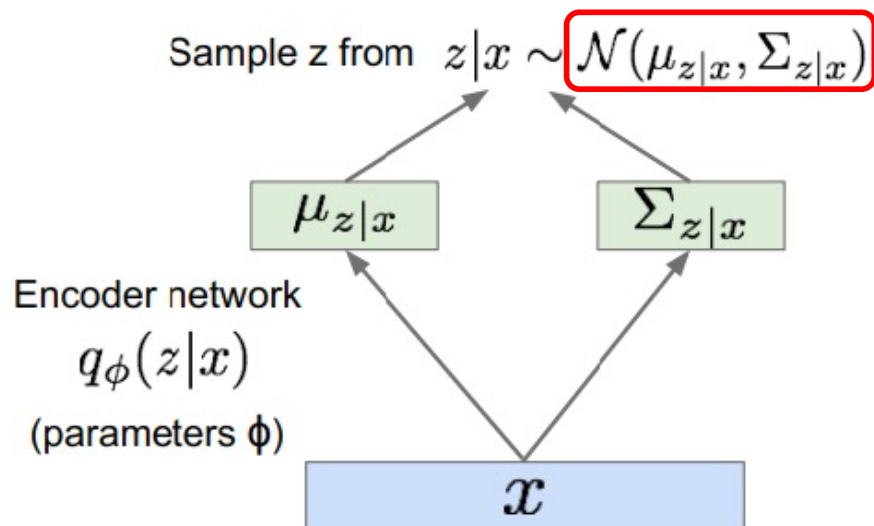 Sample z from z|x ∼ 𝒩(μ_{z|x}, Σ_{z|x})
μ_{z|x} Σ_{z|x}
Encoder network
q_ϕ(z|x)
(parameters ϕ)
x